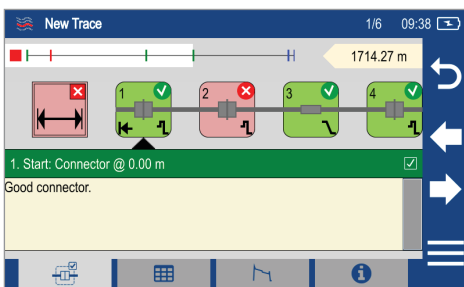 New Trace 1/6 09:38
1714.27 m
1 2 3 4
1. Start: Connector @ 0.00 m
Good connector.